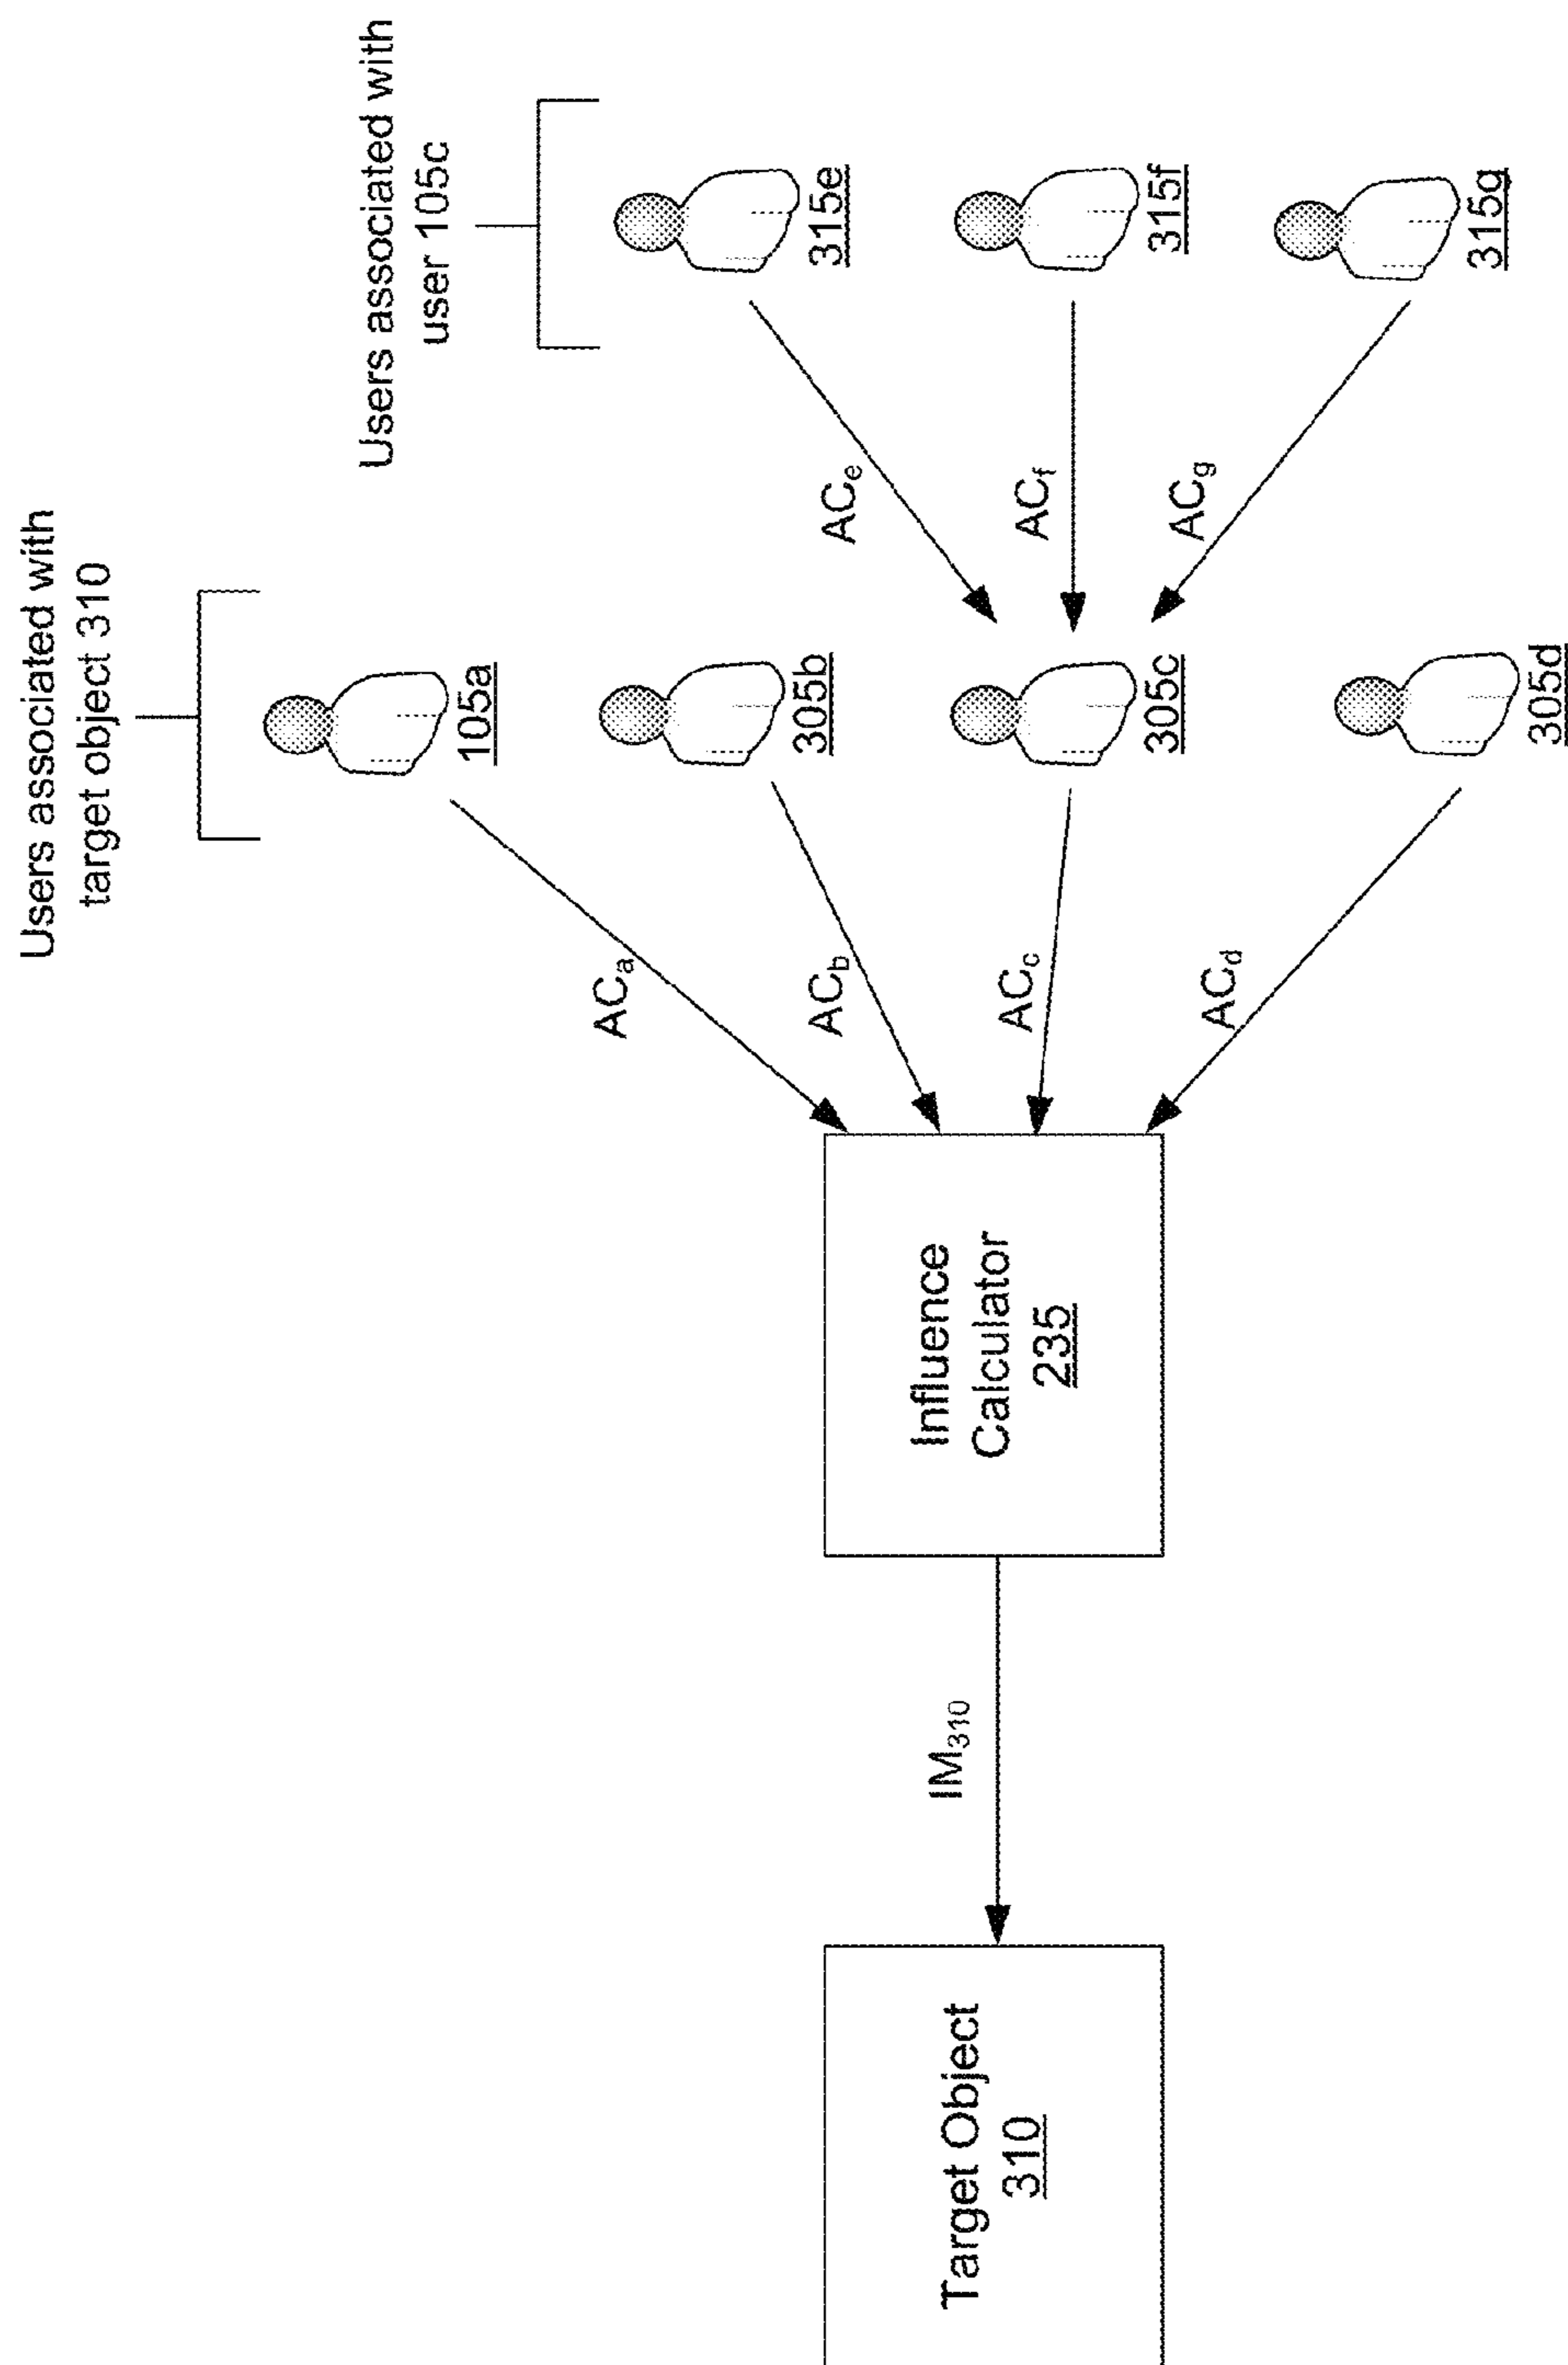 Users associated with
target object 310
Users associated with
user 105c
105a
305b
315e
305c
315f
305d
315g
ACa
ACb
ACc
ACd
ACe
ACf
ACg
Influence
Calculator
235
IM310
Target Object
310